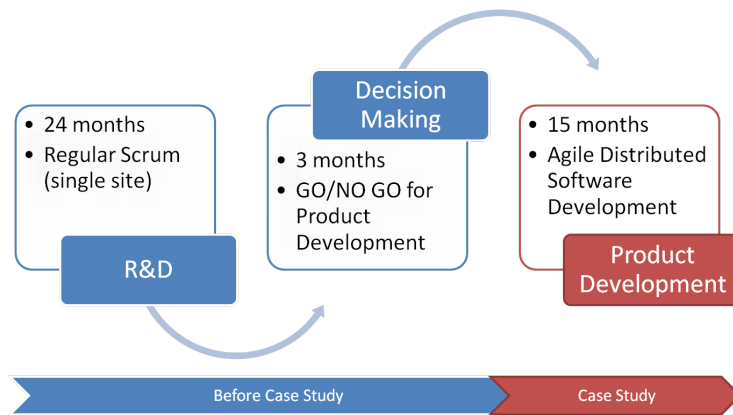 • 24 months
• Regular Scrum
(single site)
R&D
Decision
Making
• 3 months
• GO/NO GO for
Product
Development
• 15 months
• Agile Distributed
Software
Development
Product
Development
Before Case Study
Case Study